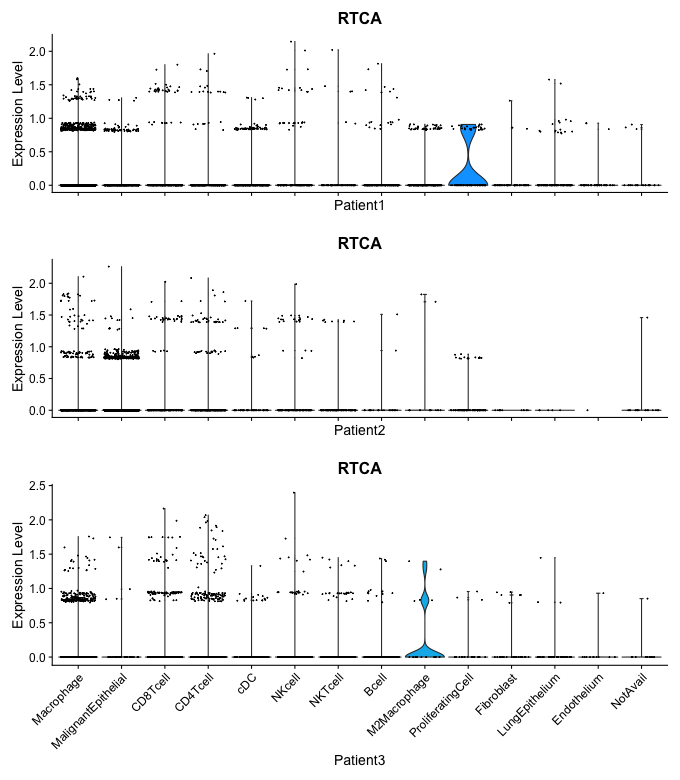 RTCA
Expression Level
2.0
1.5
1.0
0.5
0.0
Patient1
RTCA
Expression Level
2.0
1.5
1.0
0.5
0.0
Patient2
RTCA
Expression Level
2.5
2.0
1.5
1.0
0.5
0.0
Macrophage
MalignantEpithelial
CD8Tcell
CD4Tcell
cDC
NKcell
NKTcell
Bcell
M2Macrophage
ProliferatingCell
Fibroblast
LungEpithelium
Endothelium
NotAvail
Patient3